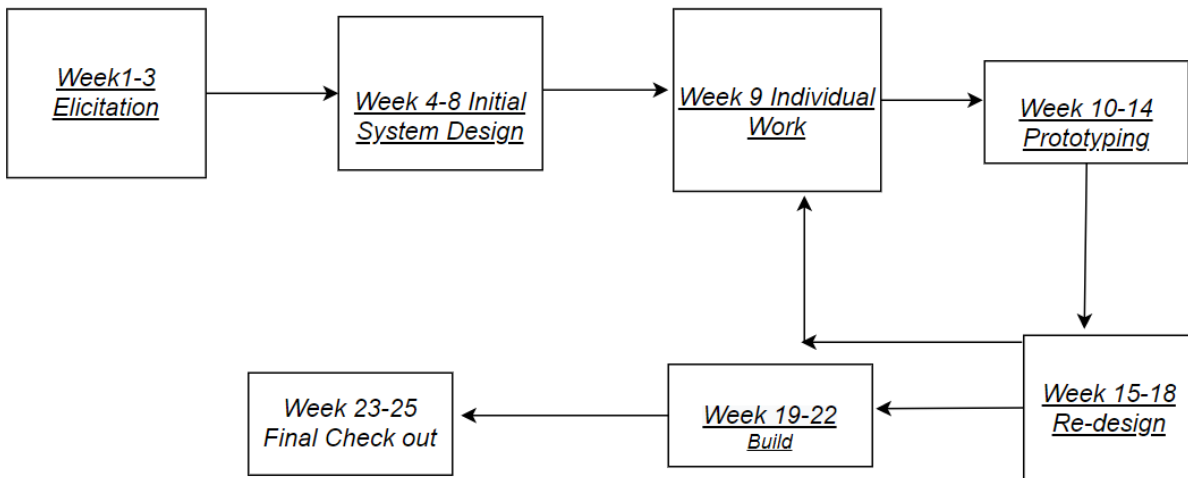 Week1-3
Elicitation
Week 4-8 Initial
System Design
Week 9 Individual
Work
Week 10-14
Prototyping
Week 15-18
Re-design
Week 19-22
Build
Week 23-25
Final Check out